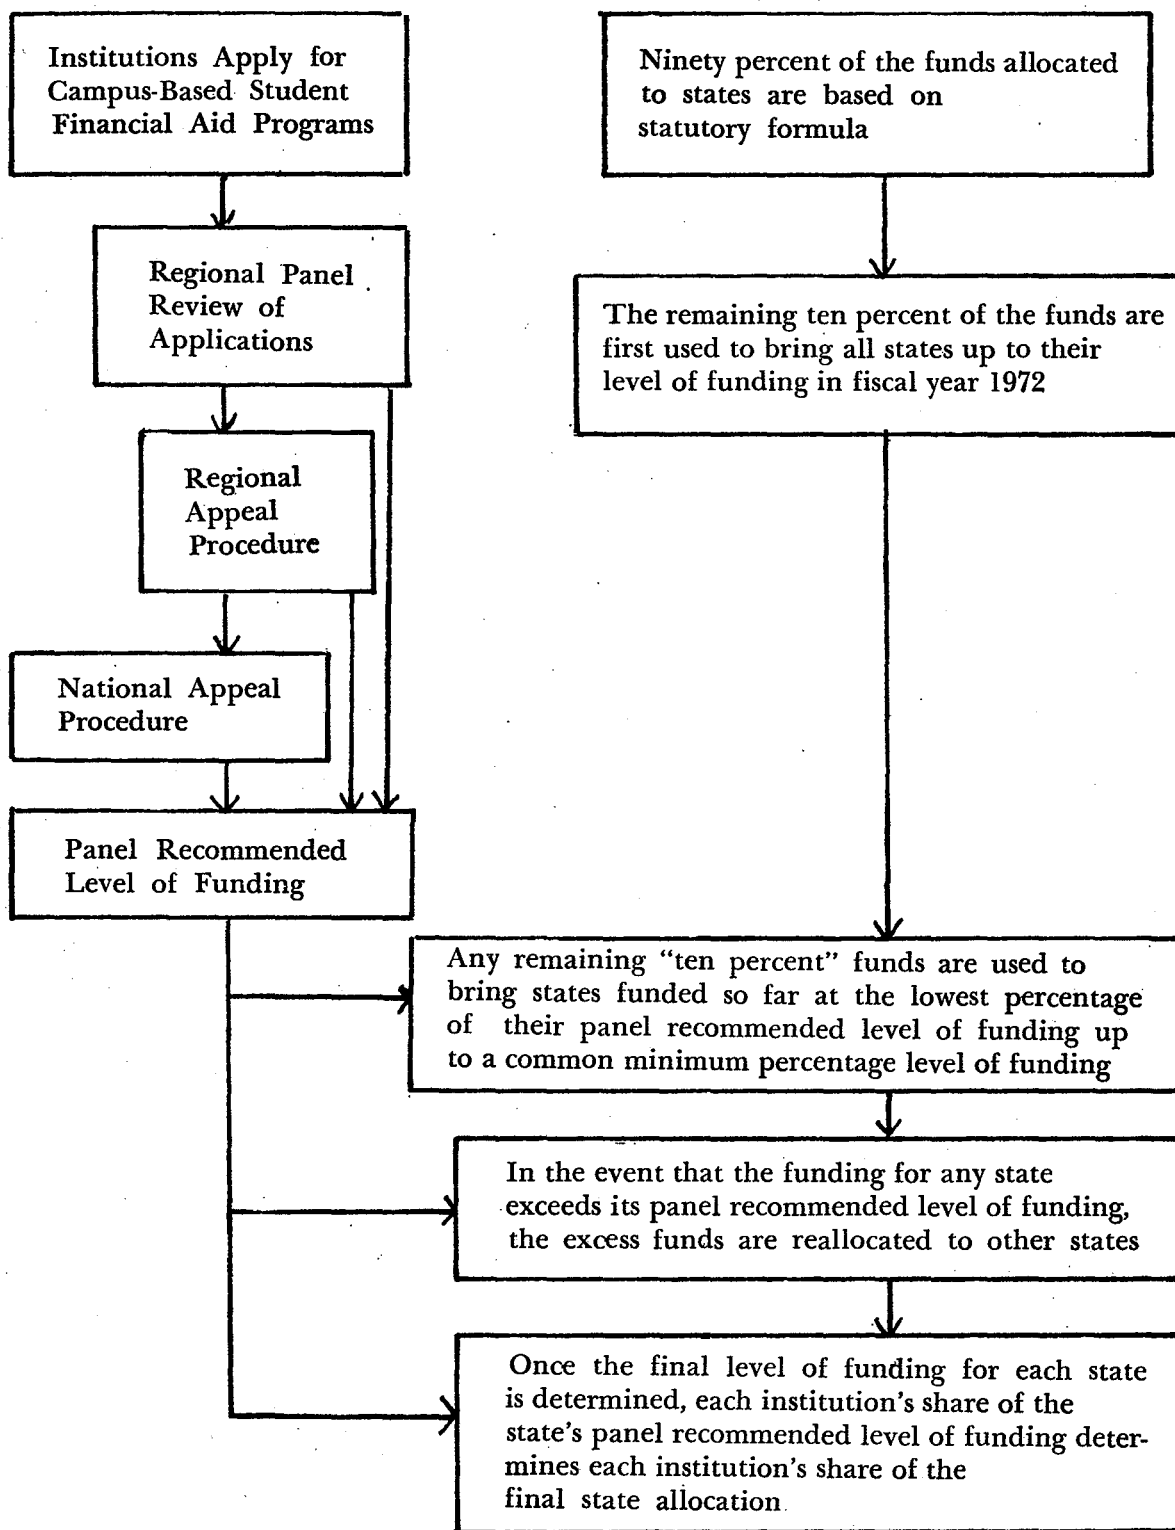 Institutions Apply for
Campus-Based Student
Financial Aid Programs
Regional Panel
Review of
Applications
Regional
Appeal
Procedure
National Appeal
Procedure
Panel Recommended
Level of Funding
Ninety percent of the funds allocated
to states are based on
statutory formula
The remaining ten percent of the funds are
first used to bring all states up to their
level of funding in fiscal year 1972
Any remaining “ten percent” funds are used to
bring states funded so far at the lowest percentage
of their panel recommended level of funding up
to a common minimum percentage level of funding
In the event that the funding for any state
exceeds its panel recommended level of funding,
the excess funds are reallocated to other states
Once the final level of funding for each state
is determined, each institution’s share of the
state’s panel recommended level of funding deter-
mines each institution’s share of the
final state allocation